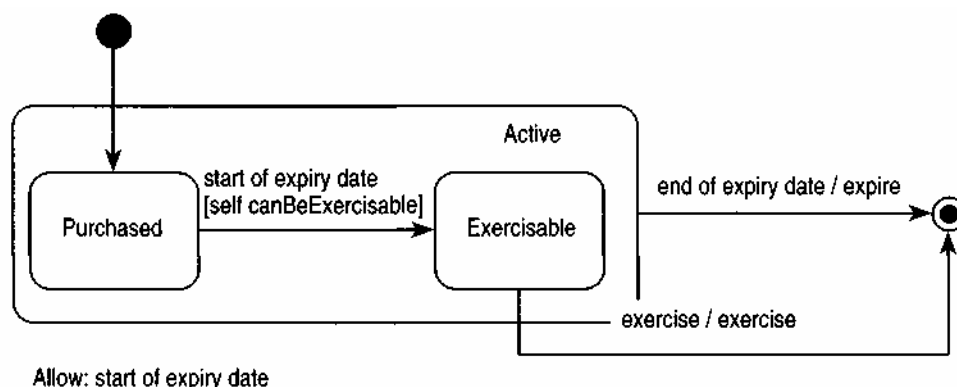 Active
start of expiry date
[self canBeExercisable]
end of expiry date / expire
Purchased
Exercisable
exercise / exercise
Allow: start of expiry date